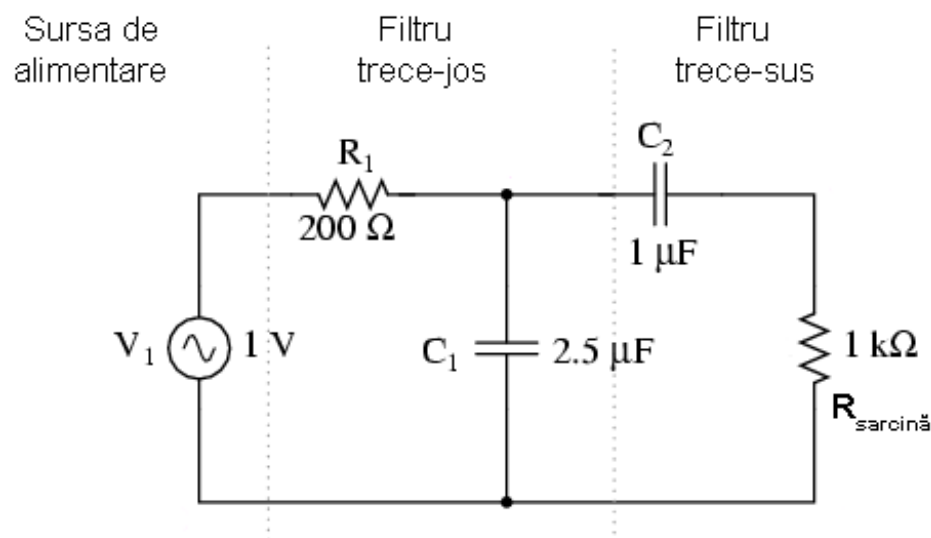 Sursa de
alimentare
Filtru
trece-jos
Filtru
trece-sus
R₁
200 Ω
C₂
1 μF
V₁
1 V
C₁
2.5 μF
1 kΩ
R sarcină